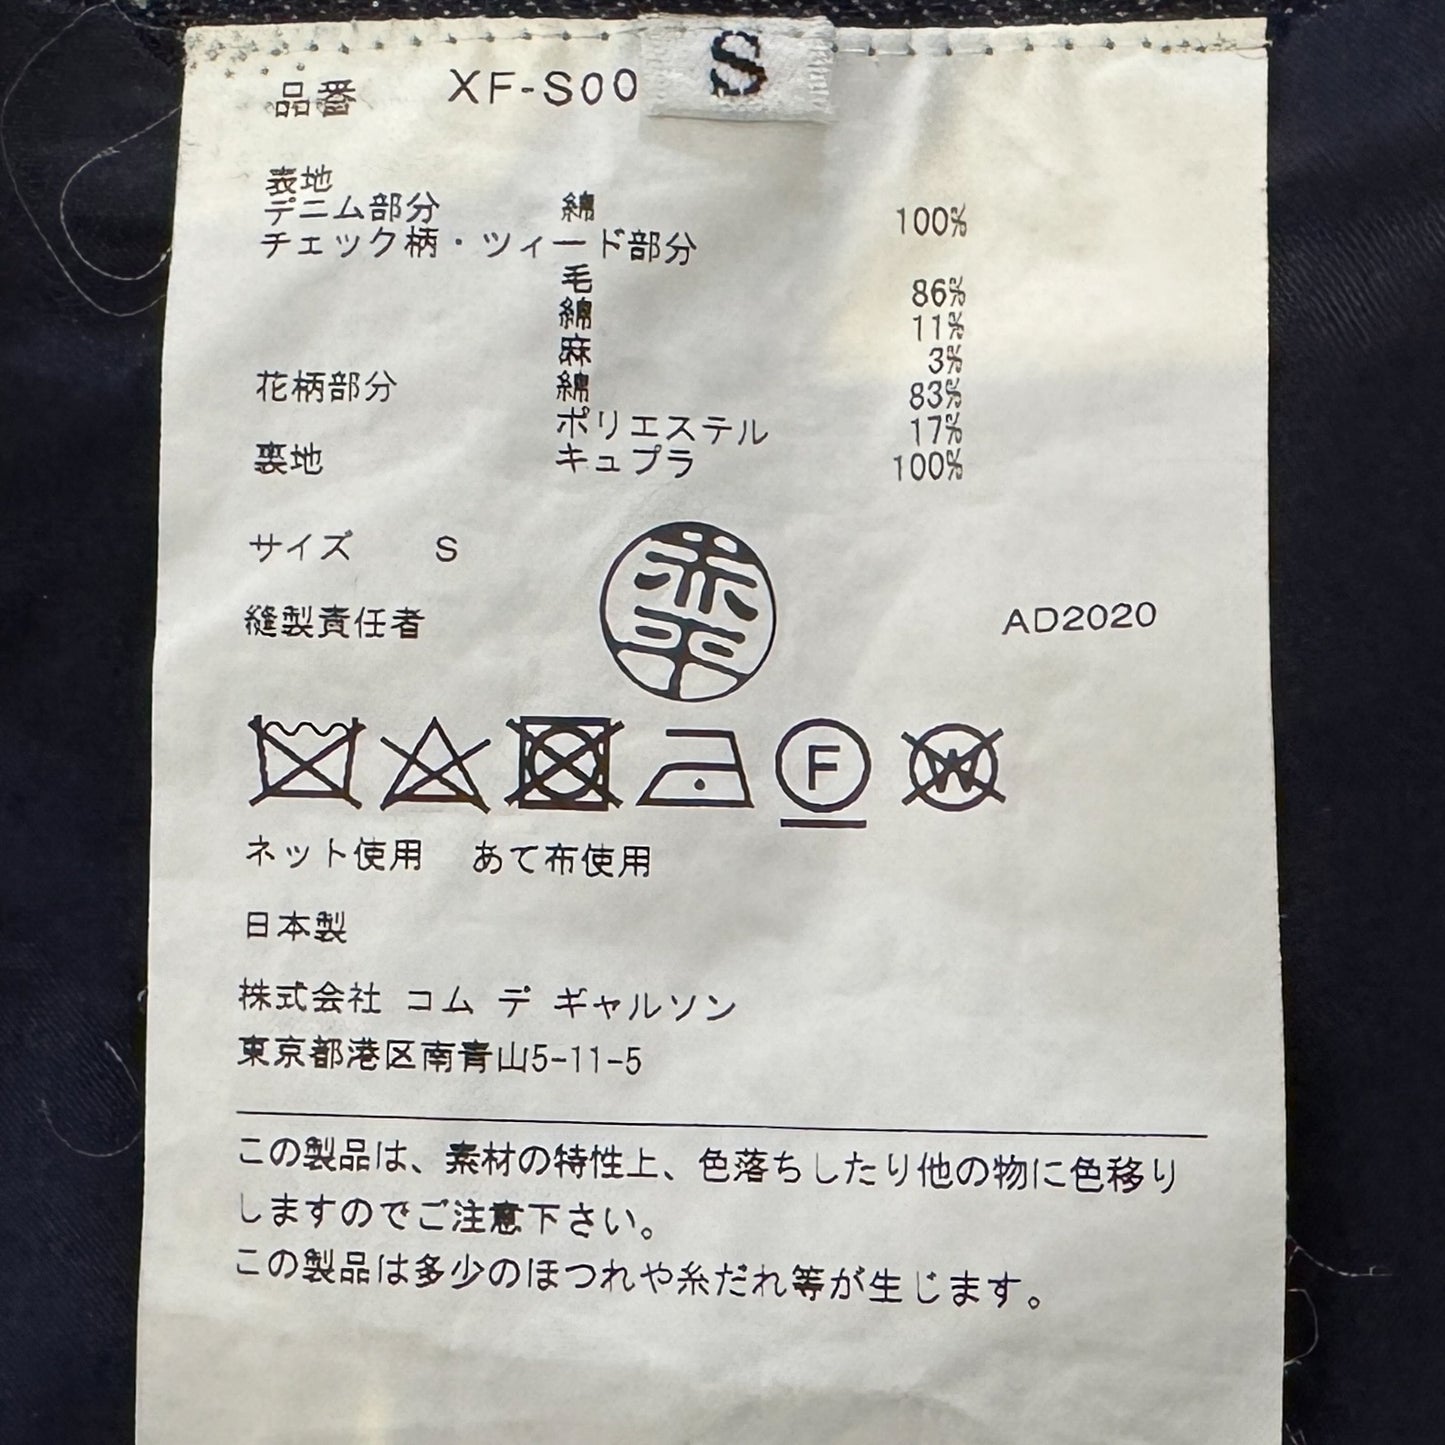 品番 XF-S00
S
表地
デニム部分 綿 100%
チェック柄・ツィード部分
毛 86%
綿 11%
麻 3%
花柄部分 綿 83%
ポリエステル 17%
裏地 キュプラ 100%
サイズ S
縫製責任者 AD2020
F W
ネット使用 あて布使用
日本製
株式会社 コム デ ギャルソン
東京都港区南青山5-11-5
この製品は、素材の特性上、色落ちしたり他の物に色移り
しますのでご注意下さい。
この製品は多少のほつれや糸だれ等が生じます。